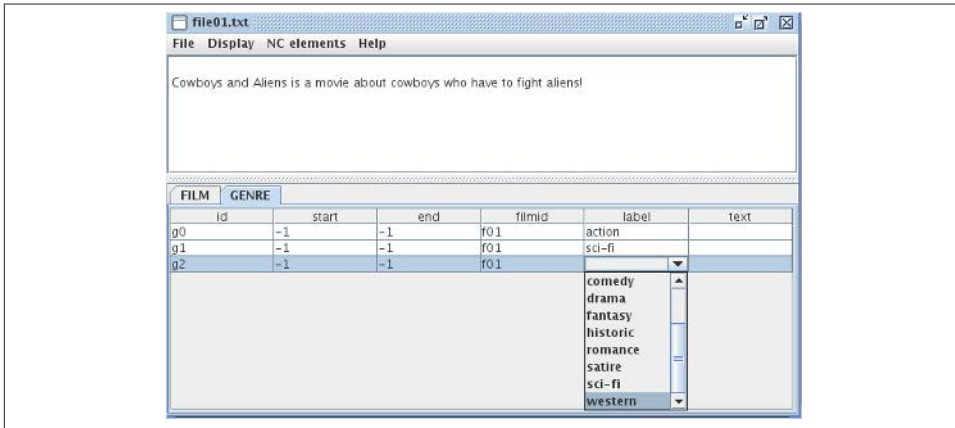 file01.txt
File Display NC elements Help
Cowboys and Aliens is a movie about cowboys who have to fight aliens!
FILM GENRE
id start end filmid label text
g0 -1 -1 f01 action
g1 -1 -1 f01 sci-fi
g2 -1 -1 f01
comedy
drama
fantasy
historic
romance
satire
sci-fi
western